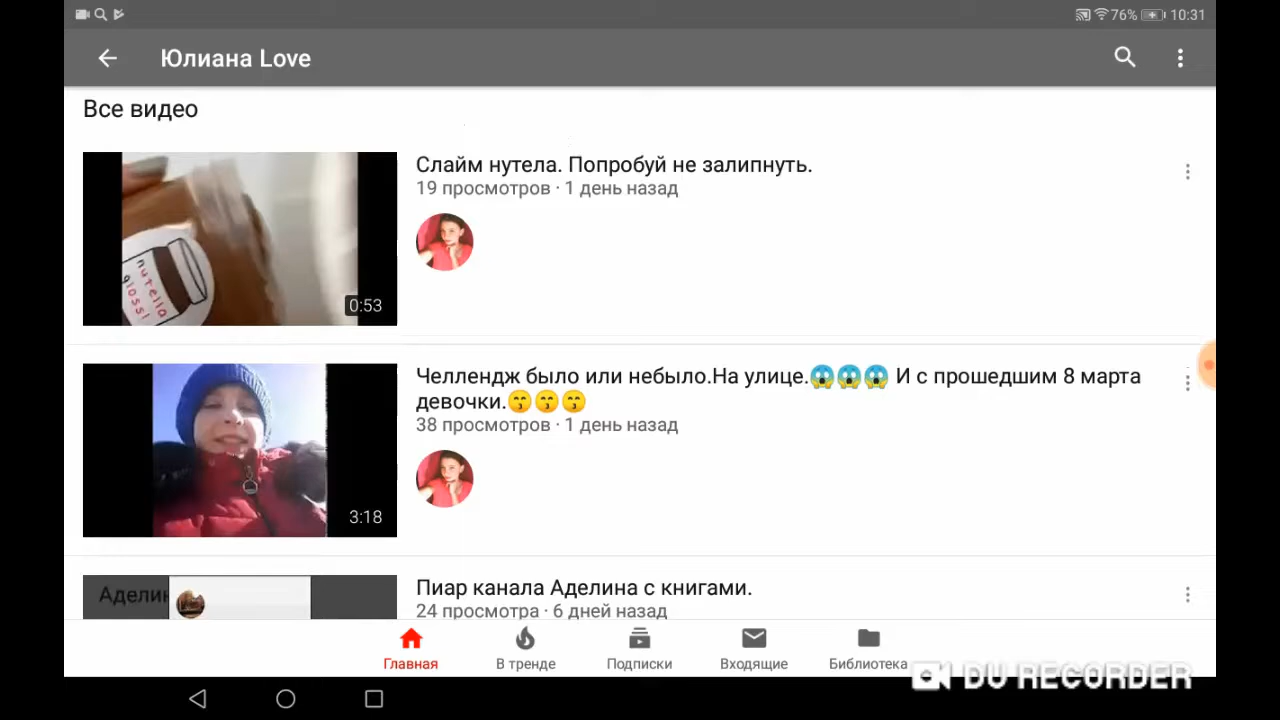 76% 10:31
Юлиана Love
Все видео
Слайм нутела. Попробуй не залипнуть.
19 просмотров · 1 день назад
nutella
glossi
0:53
Челлендж было или небыло.На улице.😱😱😱 И с прошедшим 8 марта
девочки.😙😙😙
38 просмотров · 1 день назад
3:18
Пиар канала Аделина с книгами.
24 просмотра · 6 дней назад
Главная
В тренде
Подписки
Входящие
Библиотека
DU RECORDER